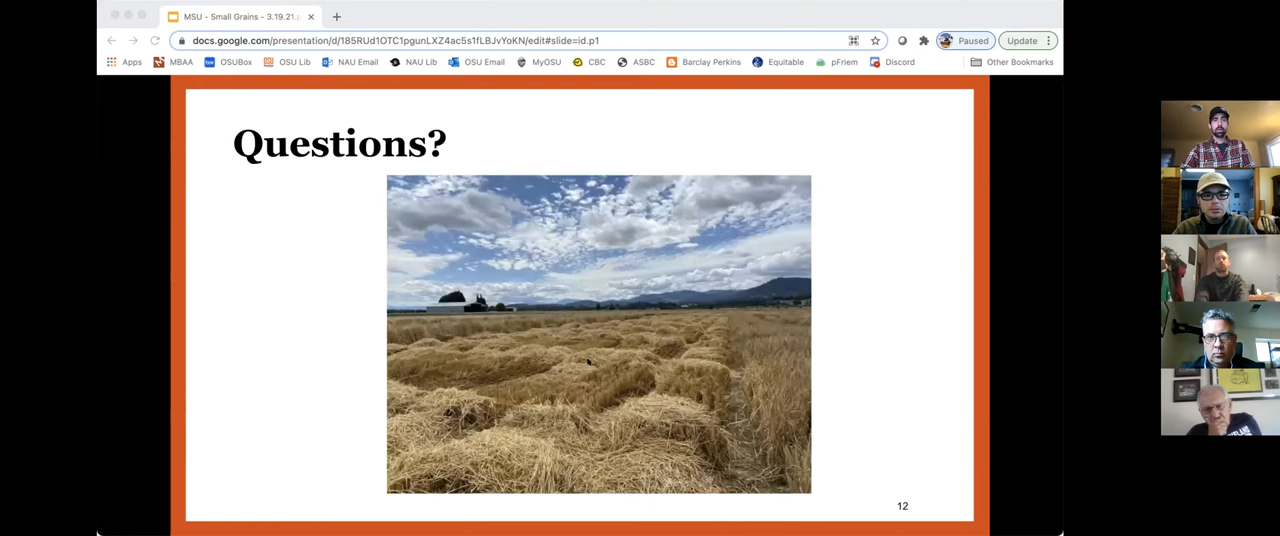 MSU - Small Grains - 3.19.21.p
docs.google.com/presentation/d/185RUd1OTC1pgunLXZ4ac5s1fLBJvYoKN/edit#slide=id.p1
Paused
Update
Apps
MBAA
OSUBox
OSU Lib
NAU Email
NAU Lib
OSU Email
MyOSU
CBC
ASBC
Barclay Perkins
Equitable
pFriem
Discord
Other Bookmarks
Questions?
12